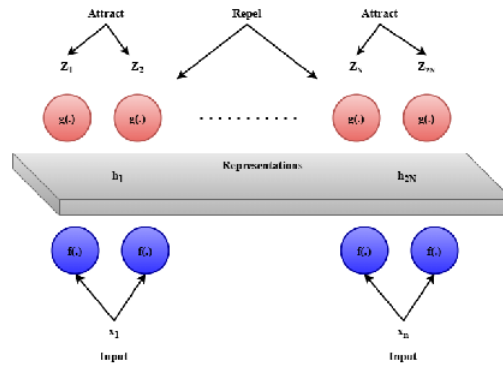 Attract Repel Attract
Z1 Z2 ZN Z2N
g(.) g(.) . . . . . . . . . . g(.) g(.)
Representations
h1 h2N
f(.) f(.) f(.) f(.)
x1 xn
Input Input